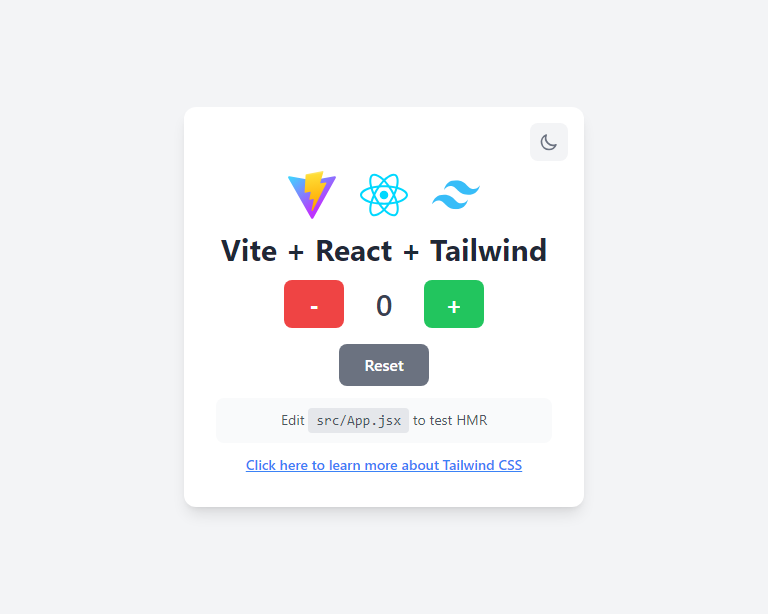 Vite + React + Tailwind
- 0 +
Reset
Edit src/App.jsx to test HMR
Click here to learn more about Tailwind CSS